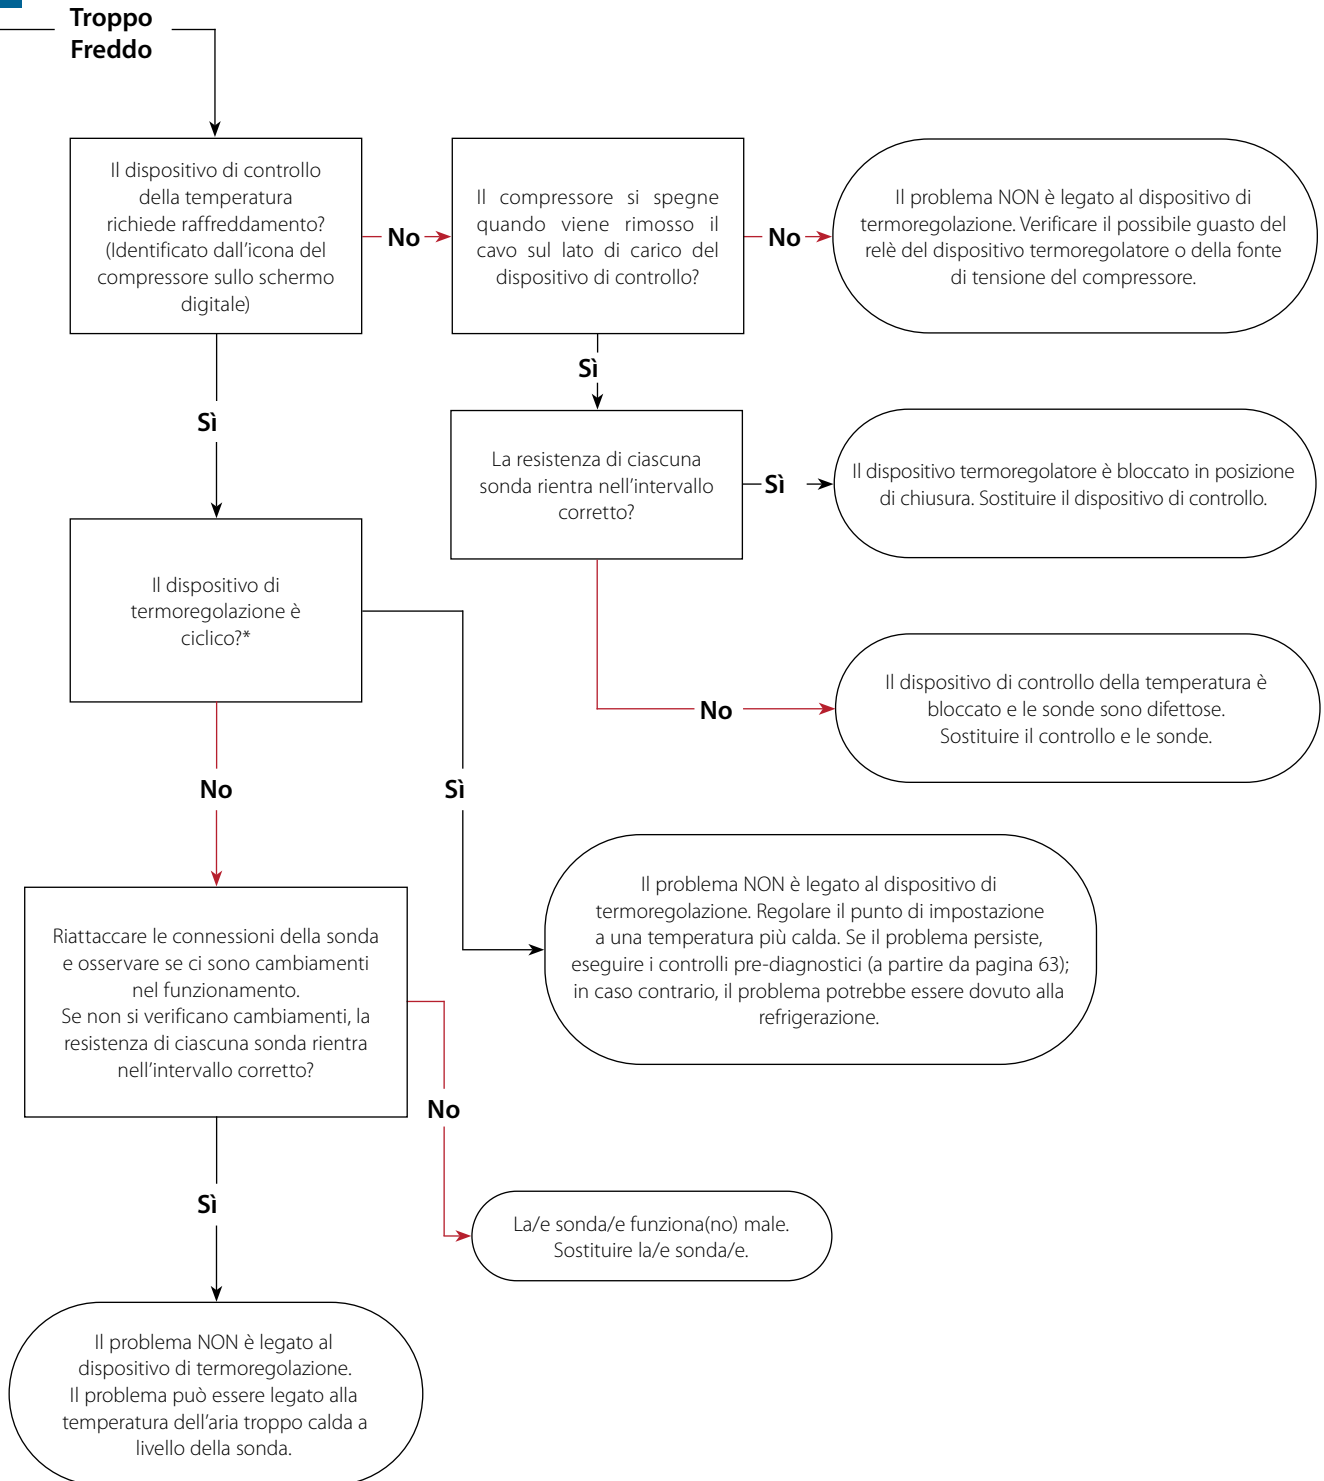 Troppo
Freddo
Il dispositivo di controllo
della temperatura
richiede raffreddamento?
(Identificato dall'icona del
compressore sullo schermo
digitale)
No
Il compressore si spegne
quando viene rimosso il
cavo sul lato di carico del
dispositivo di controllo?
No
Il problema NON è legato al dispositivo di
termoregolazione. Verificare il possibile guasto del
relè del dispositivo termoregolatore o della fonte
di tensione del compressore.
Sì
Sì
La resistenza di ciascuna
sonda rientra nell'intervallo
corretto?
Sì
Il dispositivo termoregolatore è bloccato in posizione
di chiusura. Sostituire il dispositivo di controllo.
Il dispositivo di
termoregolazione è
ciclico?*
No
Il dispositivo di controllo della temperatura è
bloccato e le sonde sono difettose.
Sostituire il controllo e le sonde.
No
Sì
Il problema NON è legato al dispositivo di
termoregolazione. Regolare il punto di impostazione
a una temperatura più calda. Se il problema persiste,
eseguire i controlli pre-diagnostici (a partire da pagina 63);
in caso contrario, il problema potrebbe essere dovuto alla
refrigerazione.
Riattaccare le connessioni della sonda
e osservare se ci sono cambiamenti
nel funzionamento.
Se non si verificano cambiamenti, la
resistenza di ciascuna sonda rientra
nell'intervallo corretto?
No
Sì
La/e sonda/e funziona(no) male.
Sostituire la/e sonda/e.
Il problema NON è legato al
dispositivo di termoregolazione.
Il problema può essere legato alla
temperatura dell'aria troppo calda a
livello della sonda.